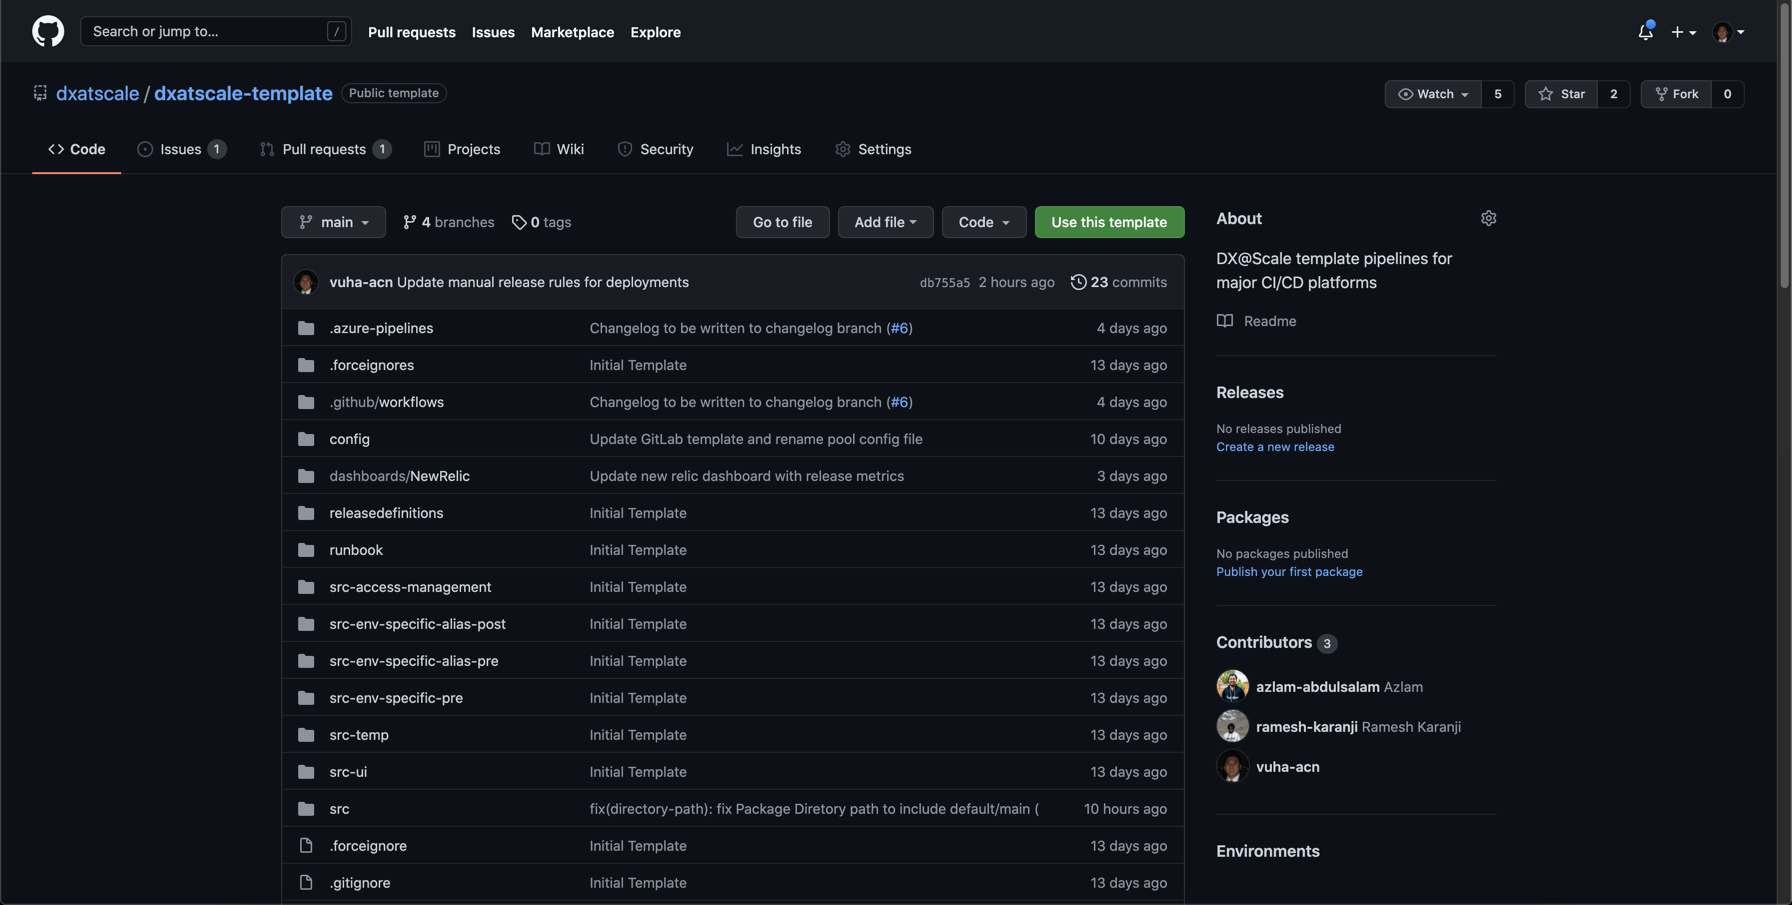 Search or jump to... /
Pull requests Issues Marketplace Explore
dxatscale / dxatscale-template Public template
Watch 5 Star 2 Fork 0
Code Issues 1 Pull requests 1 Projects Wiki Security Insights Settings
main 4 branches 0 tags Go to file Add file Code Use this template
vuha-acn Update manual release rules for deployments db755a5 2 hours ago 23 commits
.azure-pipelines Changelog to be written to changelog branch (#6) 4 days ago
.forceignores Initial Template 13 days ago
.github/workflows Changelog to be written to changelog branch (#6) 4 days ago
config Update GitLab template and rename pool config file 10 days ago
dashboards/NewRelic Update new relic dashboard with release metrics 3 days ago
releasedefinitions Initial Template 13 days ago
runbook Initial Template 13 days ago
src-access-management Initial Template 13 days ago
src-env-specific-alias-post Initial Template 13 days ago
src-env-specific-alias-pre Initial Template 13 days ago
src-env-specific-pre Initial Template 13 days ago
src-temp Initial Template 13 days ago
src-ui Initial Template 13 days ago
src fix(directory-path): fix Package Diretory path to include default/main ( 10 hours ago
.forceignore Initial Template 13 days ago
.gitignore Initial Template 13 days ago
About
DX@Scale template pipelines for
major CI/CD platforms
Readme
Releases
No releases published
Create a new release
Packages
No packages published
Publish your first package
Contributors 3
azlam-abdulsalam Azlam
ramesh-karanji Ramesh Karanji
vuha-acn
Environments